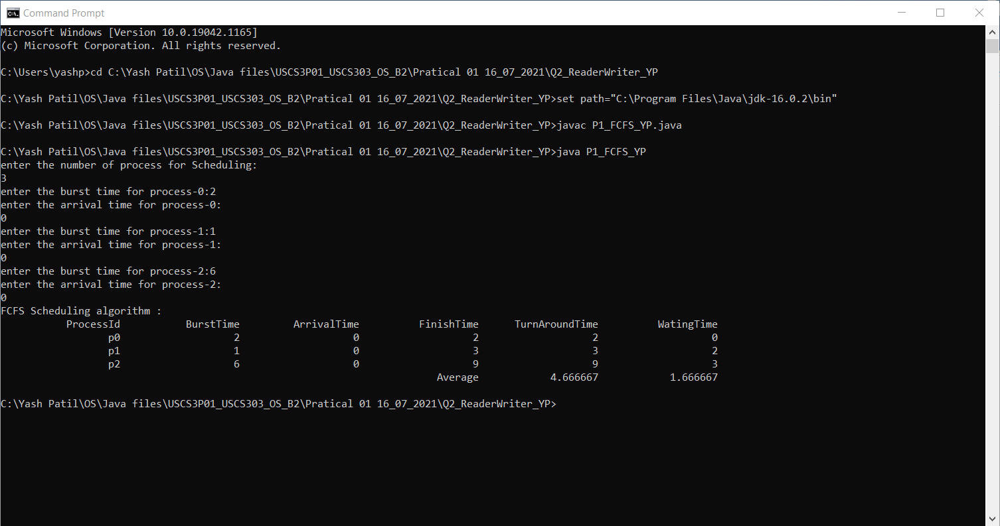 Command Prompt
Microsoft Windows [Version 10.0.19042.1165]
(c) Microsoft Corporation. All rights reserved.
C:\Users\yashp>cd C:\Yash Patil\OS\Java files\USCS3P01_USCS303_OS_B2\Pratical 01 16_07_2021\Q2_ReaderWriter_YP
C:\Yash Patil\OS\Java files\USCS3P01_USCS303_OS_B2\Pratical 01 16_07_2021\Q2_ReaderWriter_YP>set path="C:\Program Files\Java\jdk-16.0.2\bin"
C:\Yash Patil\OS\Java files\USCS3P01_USCS303_OS_B2\Pratical 01 16_07_2021\Q2_ReaderWriter_YP>javac P1_FCFS_YP.java
C:\Yash Patil\OS\Java files\USCS3P01_USCS303_OS_B2\Pratical 01 16_07_2021\Q2_ReaderWriter_YP>java P1_FCFS_YP
enter the number of process for Scheduling:
3
enter the burst time for process-0:2
enter the arrival time for process-0:
0
enter the burst time for process-1:1
enter the arrival time for process-1:
0
enter the burst time for process-2:6
enter the arrival time for process-2:
0
FCFS Scheduling algorithm :
ProcessId BurstTime ArrivalTime FinishTime TurnAroundTime WatingTime
p0 2 0 2 2 0
p1 1 0 3 3 2
p2 6 0 9 9 3
Average 4.666667 1.666667
C:\Yash Patil\OS\Java files\USCS3P01_USCS303_OS_B2\Pratical 01 16_07_2021\Q2_ReaderWriter_YP>